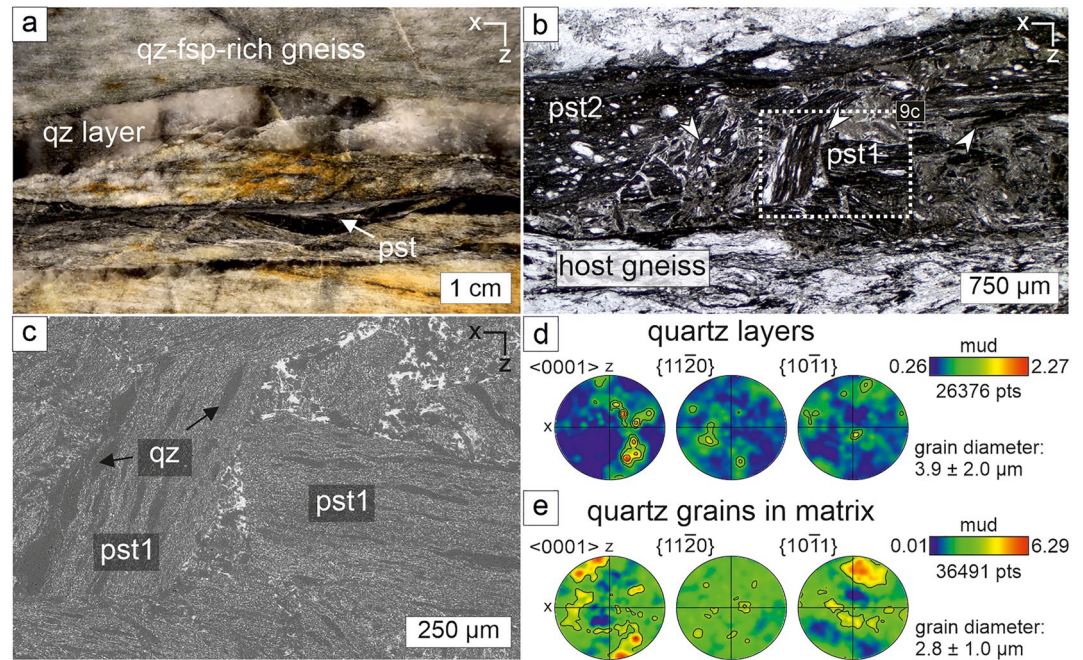 a
x
z
qz-fsp-rich gneiss
qz layer
pst
1 cm
b
x
z
pst2
9c
pst1
host gneiss
750 µm
c
x
z
qz
pst1
pst1
250 µm
d
quartz layers
<0001> z {112̅0} {101̅1}
x
mud
0.26 2.27
26376 pts
grain diameter:
3.9 ± 2.0 µm
e
quartz grains in matrix
<0001> z {112̅0} {101̅1}
x
mud
0.01 6.29
36491 pts
grain diameter:
2.8 ± 1.0 µm